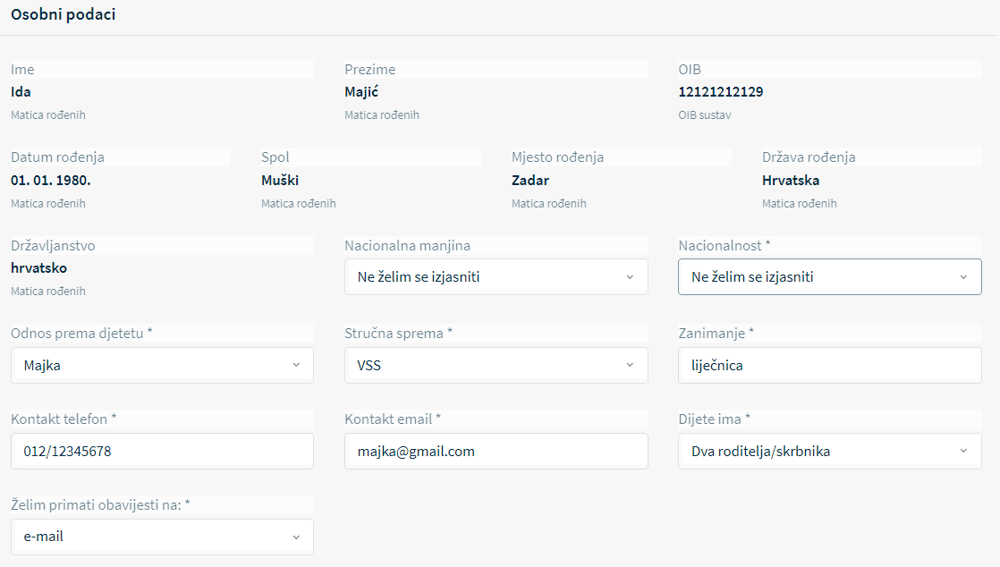 Osobni podaci
Ime Prezime OIB
Ida Majić 12121212129
Matica rođenih Matica rođenih OIB sustav
Datum rođenja Spol Mjesto rođenja Država rođenja
01. 01. 1980. Muški Zadar Hrvatska
Matica rođenih Matica rođenih Matica rođenih Matica rođenih
Državljanstvo Nacionalna manjina Nacionalnost *
hrvatsko Ne želim se izjasniti Ne želim se izjasniti
Matica rođenih
Odnos prema djetetu * Stručna sprema * Zanimanje *
Majka VSS liječnica
Kontakt telefon * Kontakt email * Dijete ima *
012/12345678 majka@gmail.com Dva roditelja/skrbnika
Želim primati obavijesti na: *
e-mail